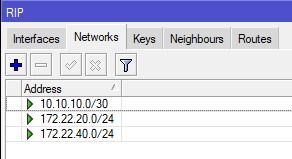 RIP
Interfaces Networks Keys Neighbours Routes
Address
10.10.10.0/30
172.22.20.0/24
172.22.40.0/24